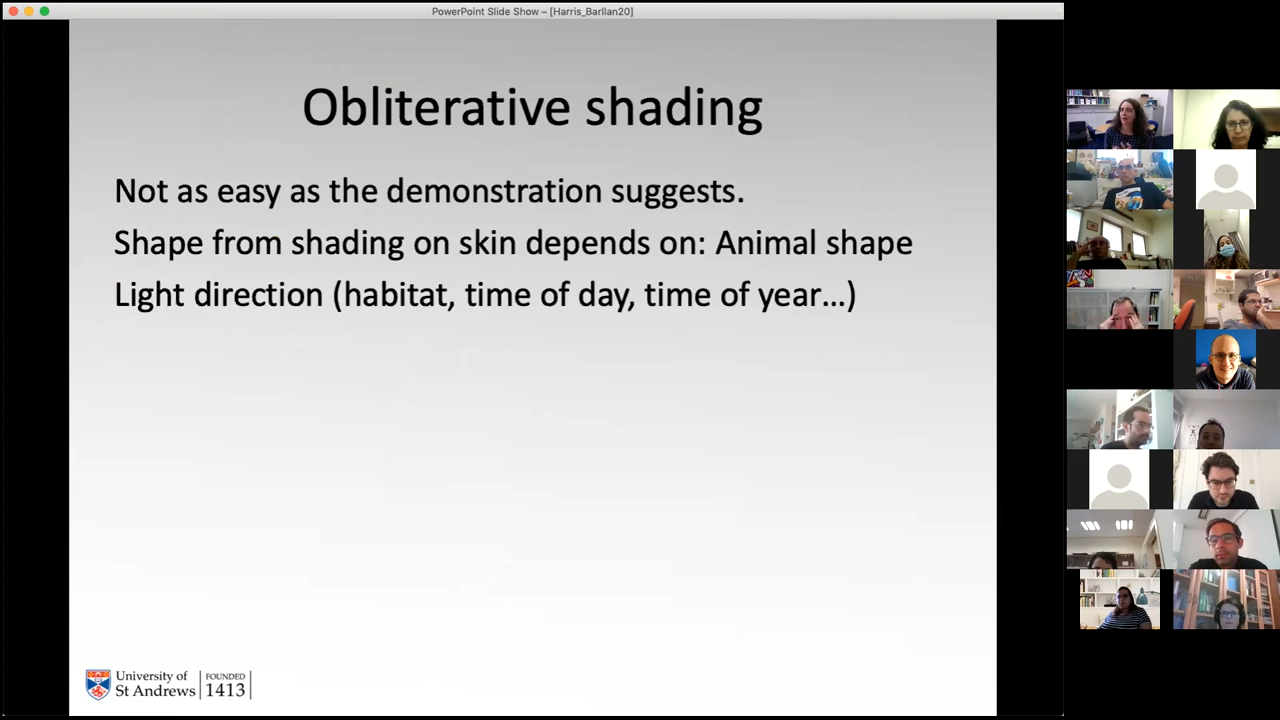 PowerPoint Slide Show – [Harris_BarIlan20]
Obliterative shading
Not as easy as the demonstration suggests.
Shape from shading on skin depends on: Animal shape
Light direction (habitat, time of day, time of year...)
University of
St Andrews
FOUNDED
1413